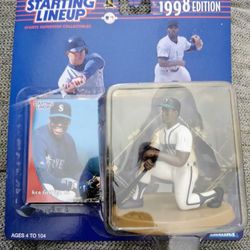 STARTING
LINEUP
SPORTS SUPERSTAR COLLECTIBLES
1998 EDITION
AGES 4 TO 104